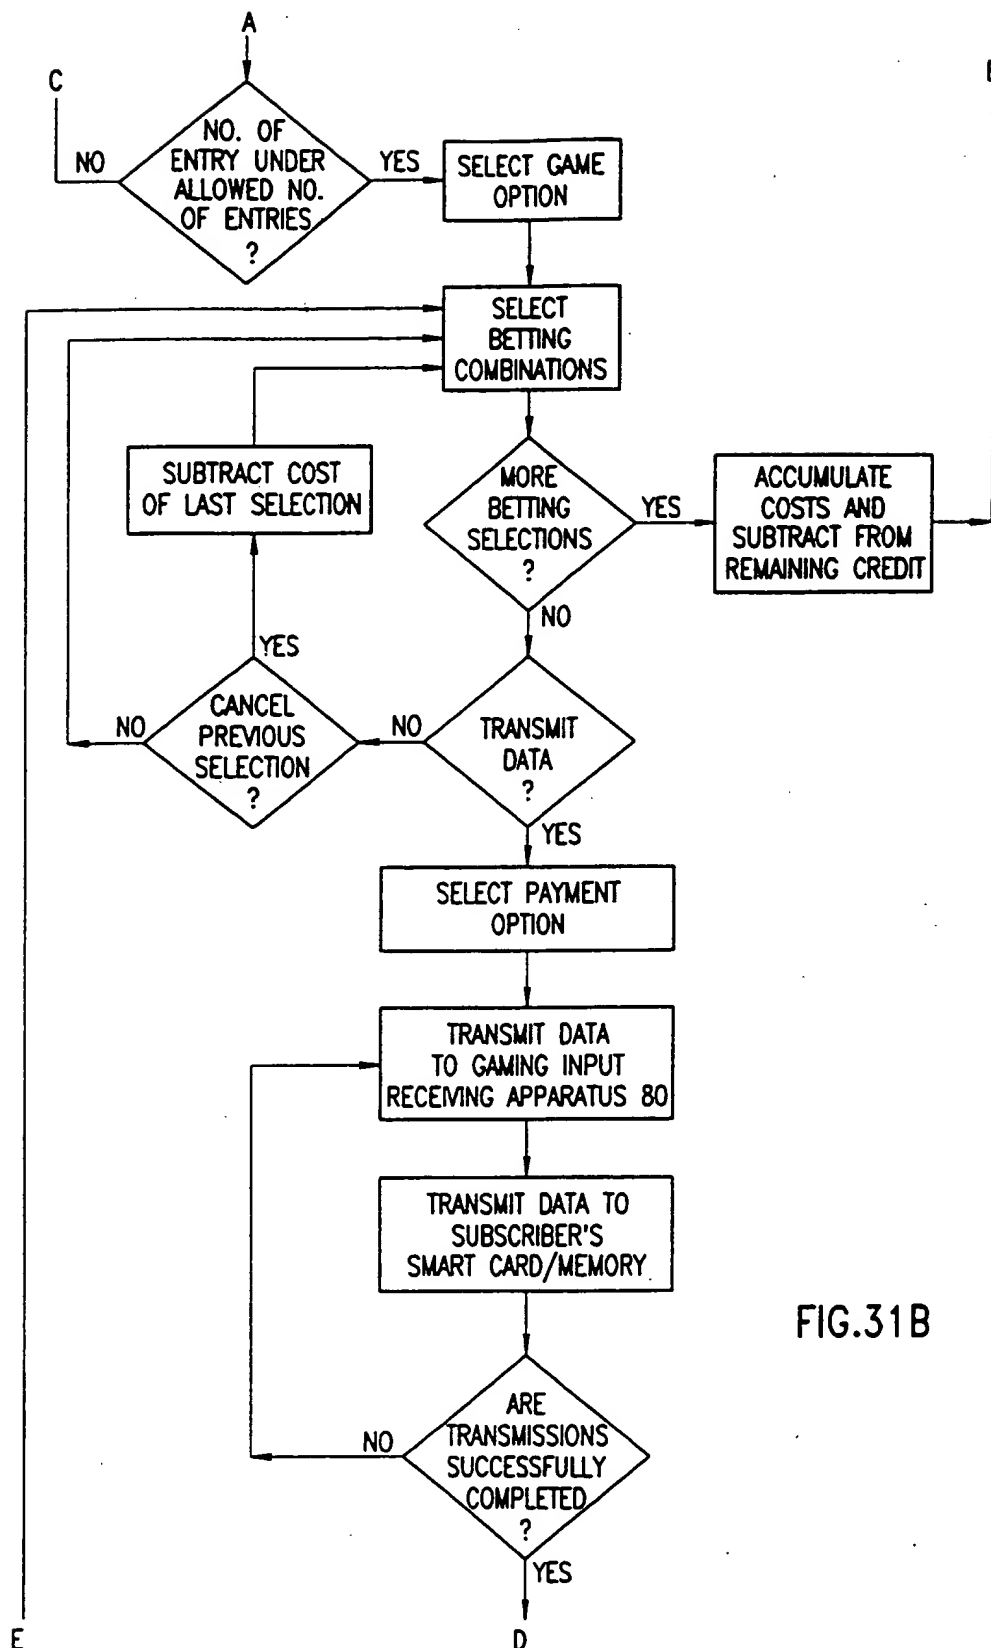 A
C
NO. OF
ENTRY UNDER
ALLOWED NO.
OF ENTRIES
?
NO
YES
SELECT GAME
OPTION
SELECT
BETTING
COMBINATIONS
SUBTRACT COST
OF LAST SELECTION
MORE
BETTING
SELECTIONS
?
YES
ACCUMULATE
COSTS AND
SUBTRACT FROM
REMAINING CREDIT
NO
YES
CANCEL
PREVIOUS
SELECTION
?
NO
NO
TRANSMIT
DATA
?
YES
SELECT PAYMENT
OPTION
TRANSMIT DATA
TO GAMING INPUT
RECEIVING APPARATUS 80
TRANSMIT DATA TO
SUBSCRIBER'S
SMART CARD/MEMORY
FIG.31B
ARE
TRANSMISSIONS
SUCCESSFULLY
COMPLETED
?
NO
YES
E
D